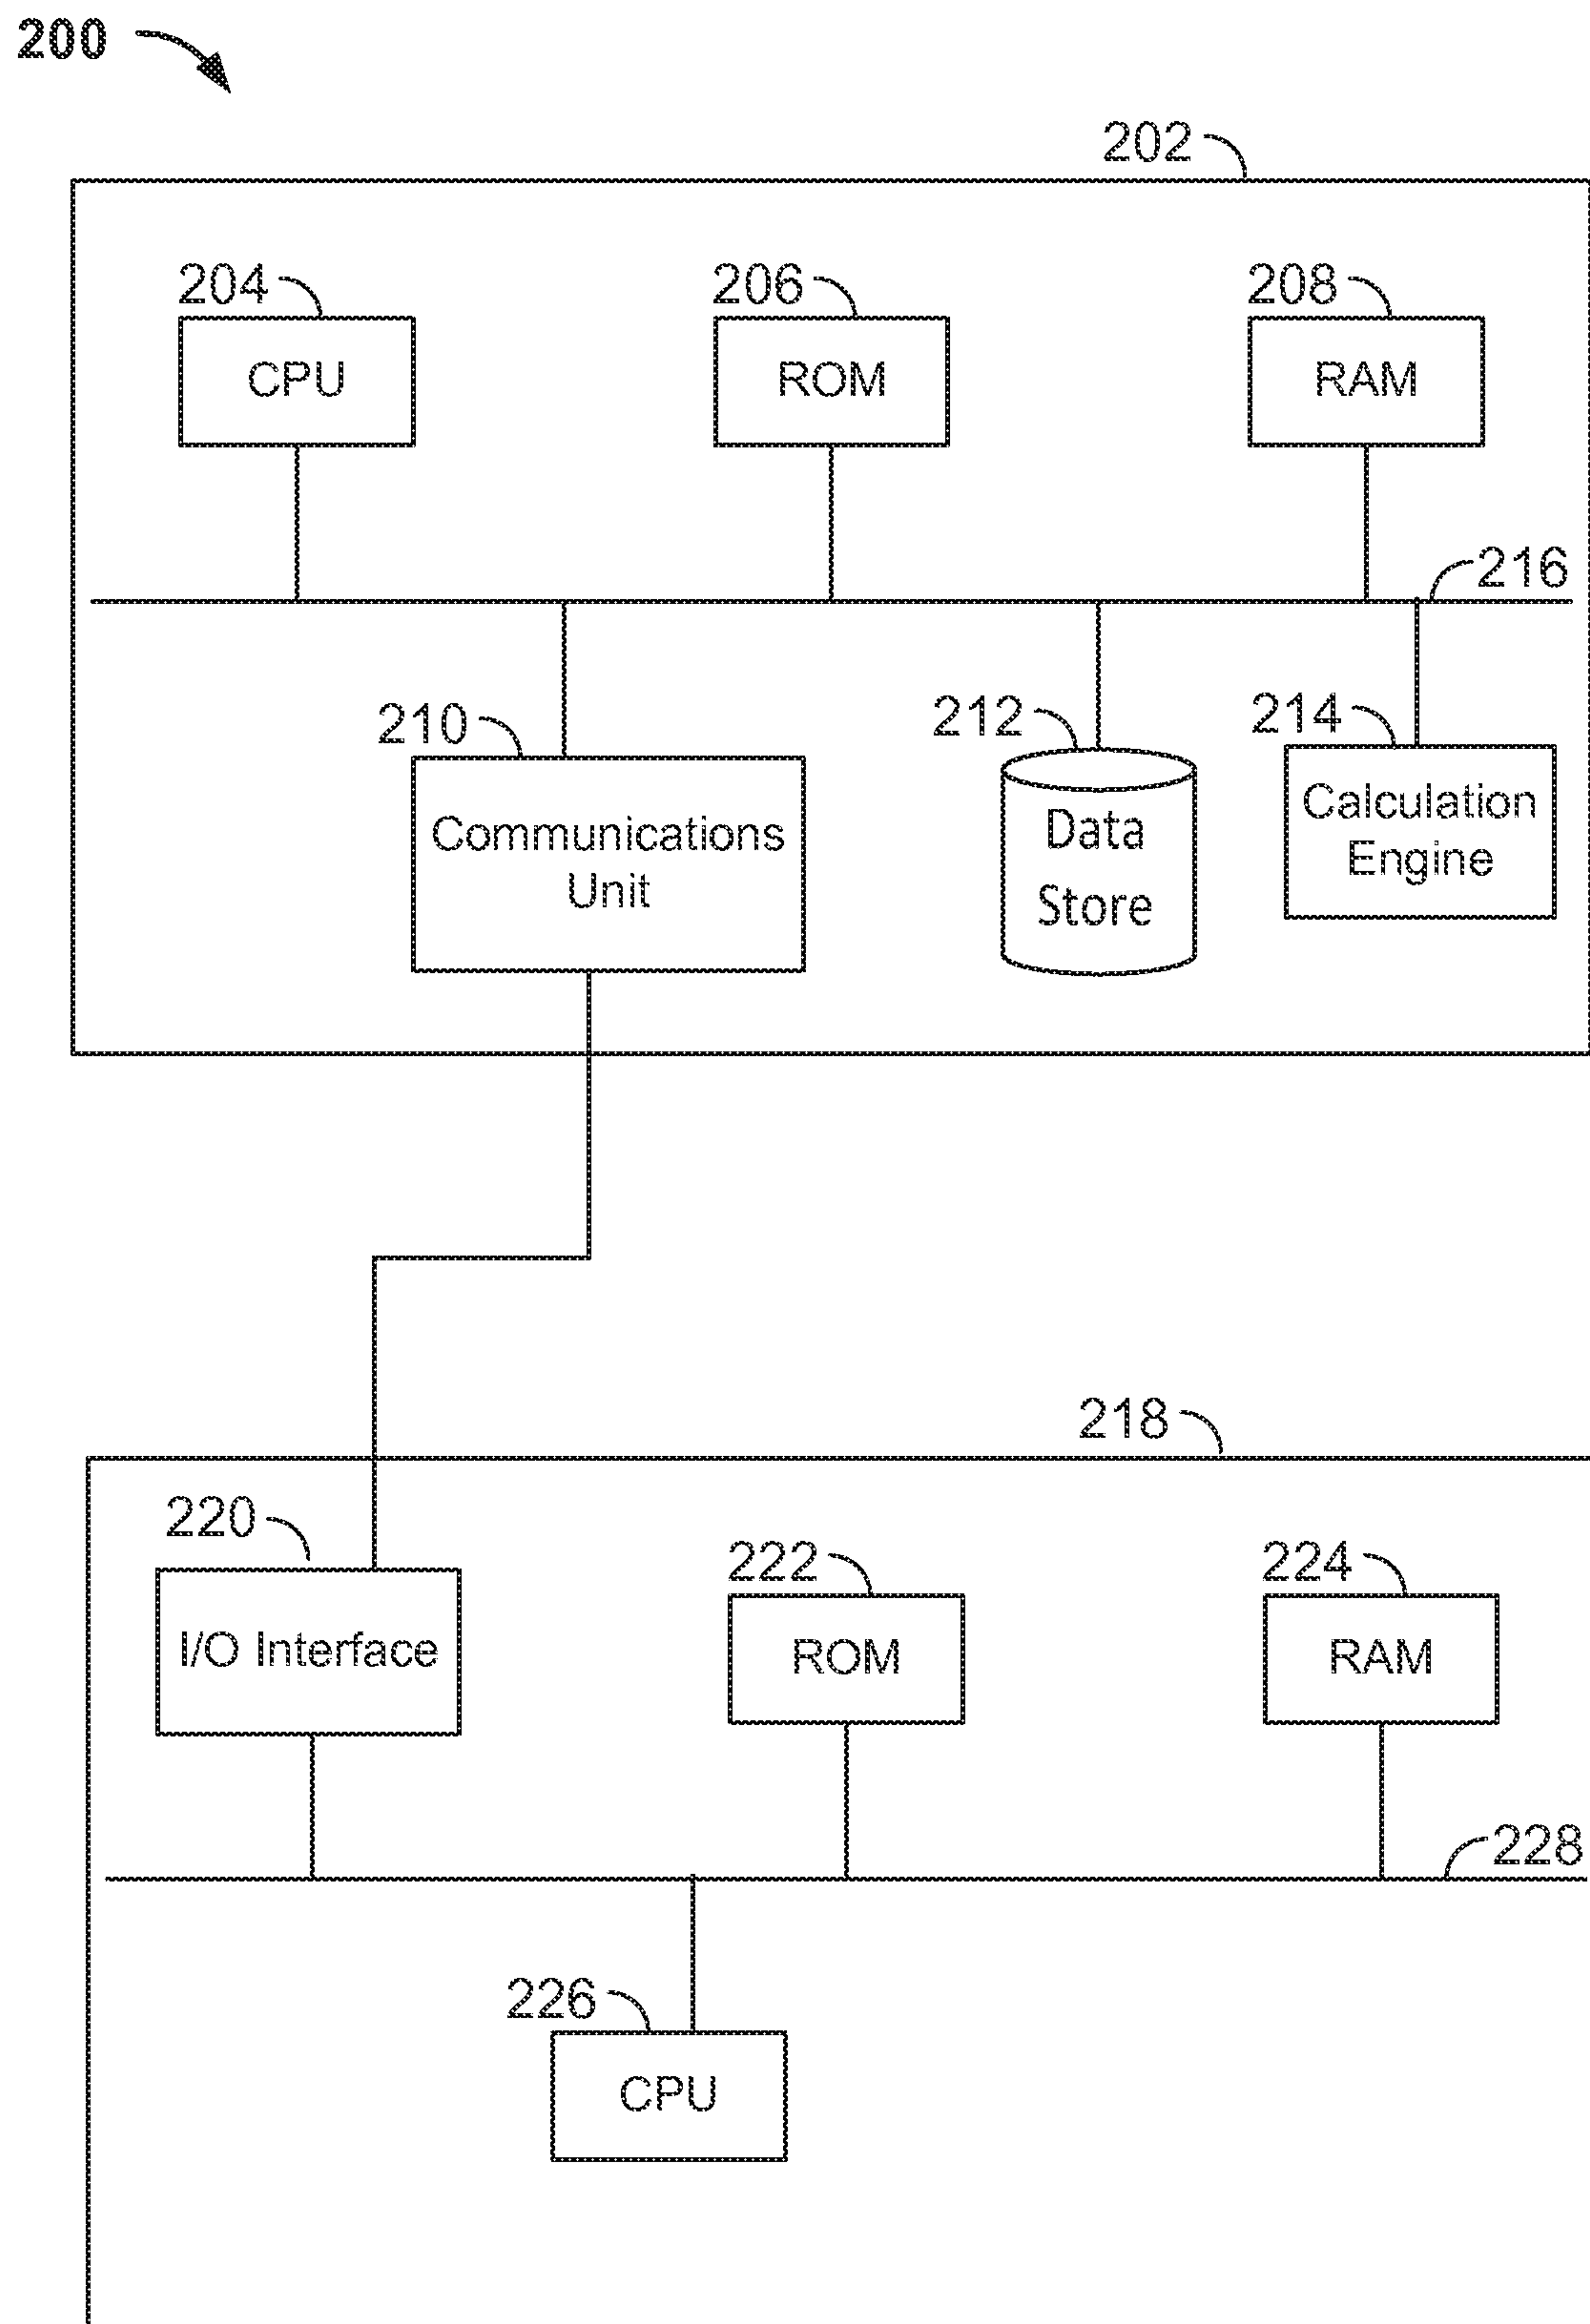 200
202
204
206
208
CPU
ROM
RAM
216
210
212
214
Communications
Unit
Data
Store
Calculation
Engine
218
220
222
224
I/O Interface
ROM
RAM
228
226
CPU